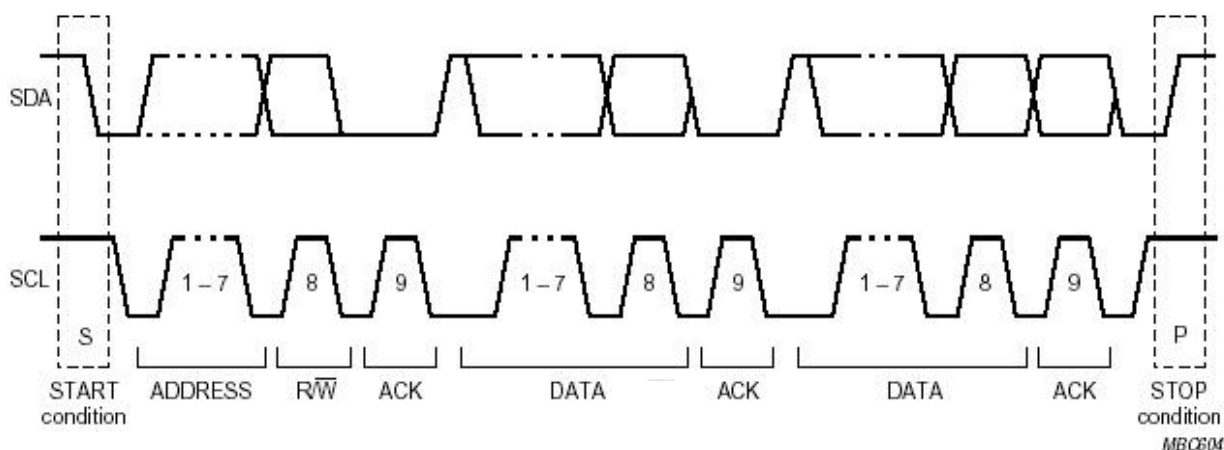 SDA
SCL
1 – 7
8
9
1 – 7
8
9
1 – 7
8
9
S
P
START
condition
ADDRESS
R/W̅
ACK
DATA
ACK
DATA
ACK
STOP
condition
MBC604